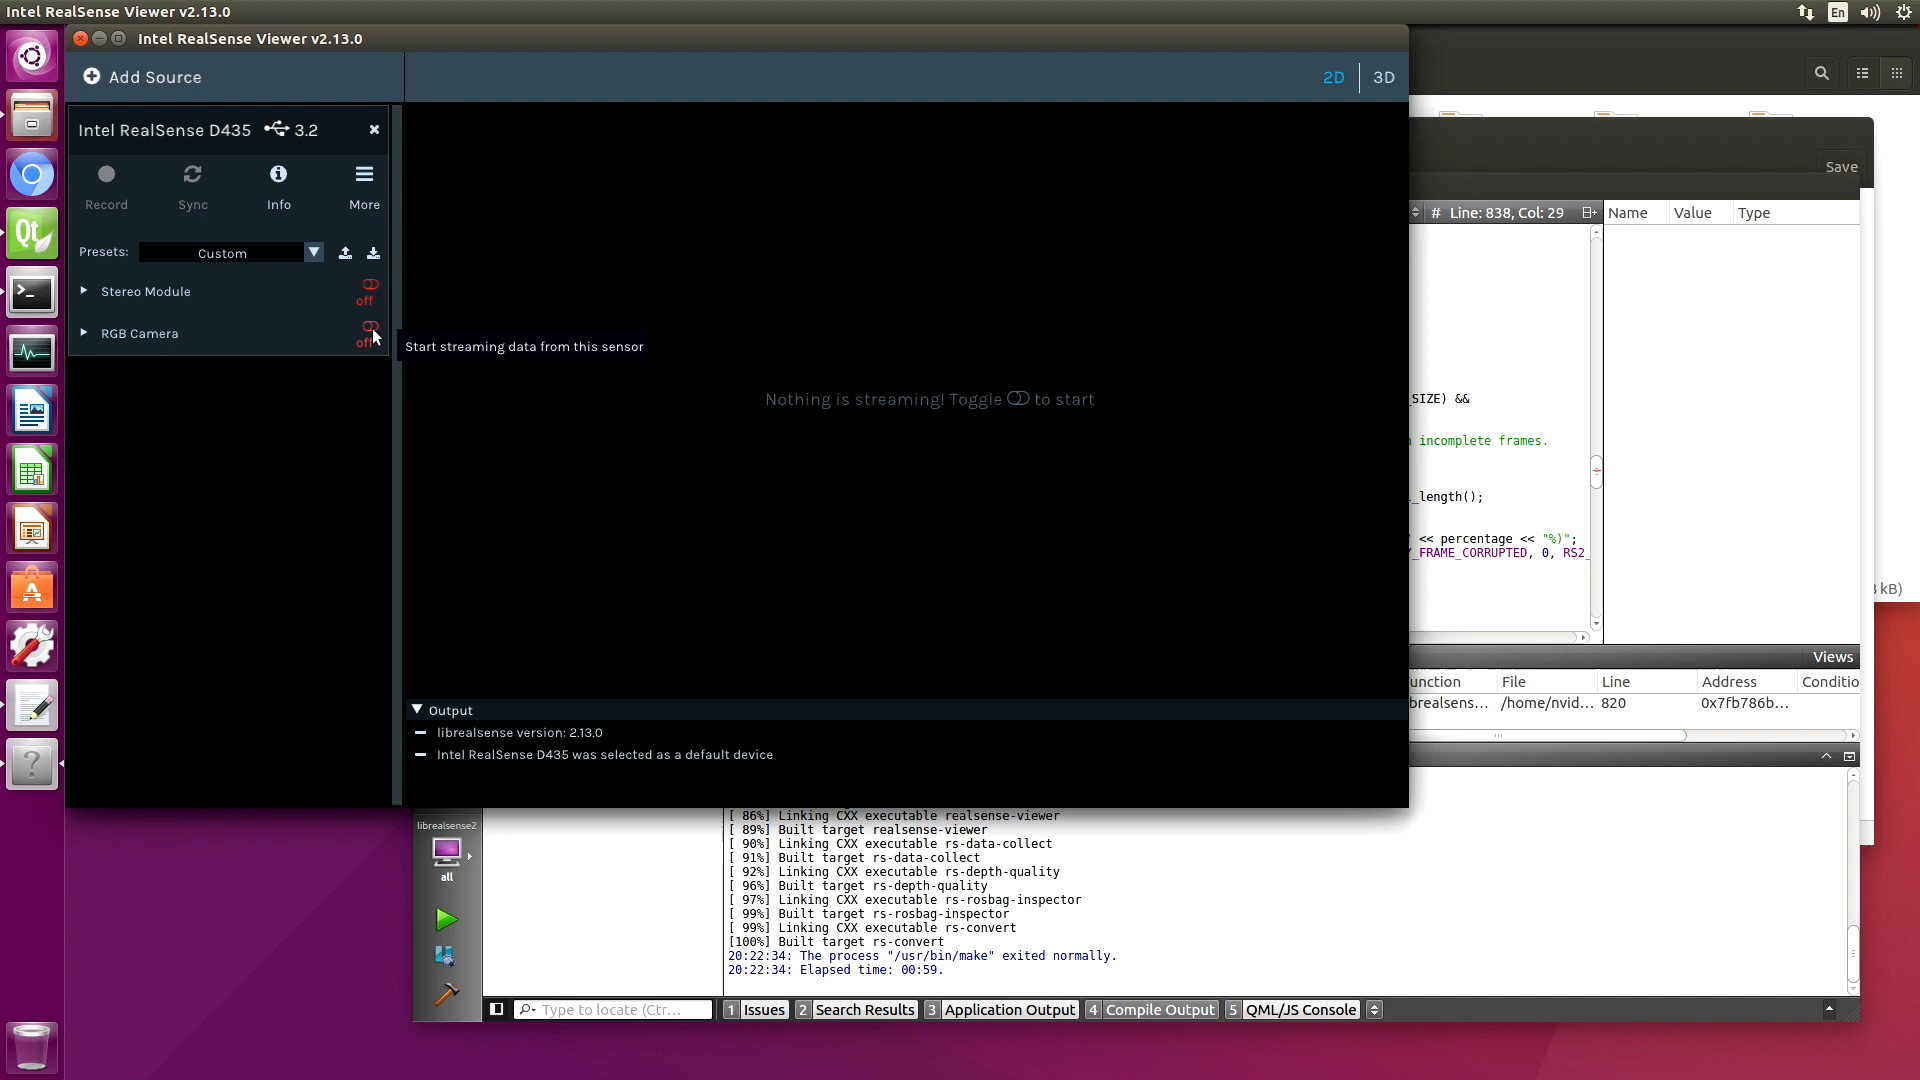 Intel RealSense Viewer v2.13.0
En
Intel RealSense Viewer v2.13.0
Add Source
2D
3D
Intel RealSense D435 3.2
Record
Sync
Info
More
Presets:
Custom
Stereo Module
off
RGB Camera
off
Start streaming data from this sensor
Nothing is streaming! Toggle to start
Output
librealsense version: 2.13.0
Intel RealSense D435 was selected as a default device
Save
# Line: 838, Col: 29
Name
Value
Type
_SIZE) &&
incomplete frames.
_length();
<< percentage << "%)";
_FRAME_CORRUPTED, 0, RS2_
kB)
Views
unction
File
Line
Address
Conditio
brealsens...
/home/nvid...
820
0x7fb786b...
librealsense2
all
[ 86%] Linking CXX executable realsense-viewer
[ 89%] Built target realsense-viewer
[ 90%] Linking CXX executable rs-data-collect
[ 91%] Built target rs-data-collect
[ 92%] Linking CXX executable rs-depth-quality
[ 96%] Built target rs-depth-quality
[ 97%] Linking CXX executable rs-rosbag-inspector
[ 99%] Built target rs-rosbag-inspector
[ 99%] Linking CXX executable rs-convert
[100%] Built target rs-convert
20:22:34: The process "/usr/bin/make" exited normally.
20:22:34: Elapsed time: 00:59.
Type to locate (Ctr...
1 Issues
2 Search Results
3 Application Output
4 Compile Output
5 QML/JS Console
Qt